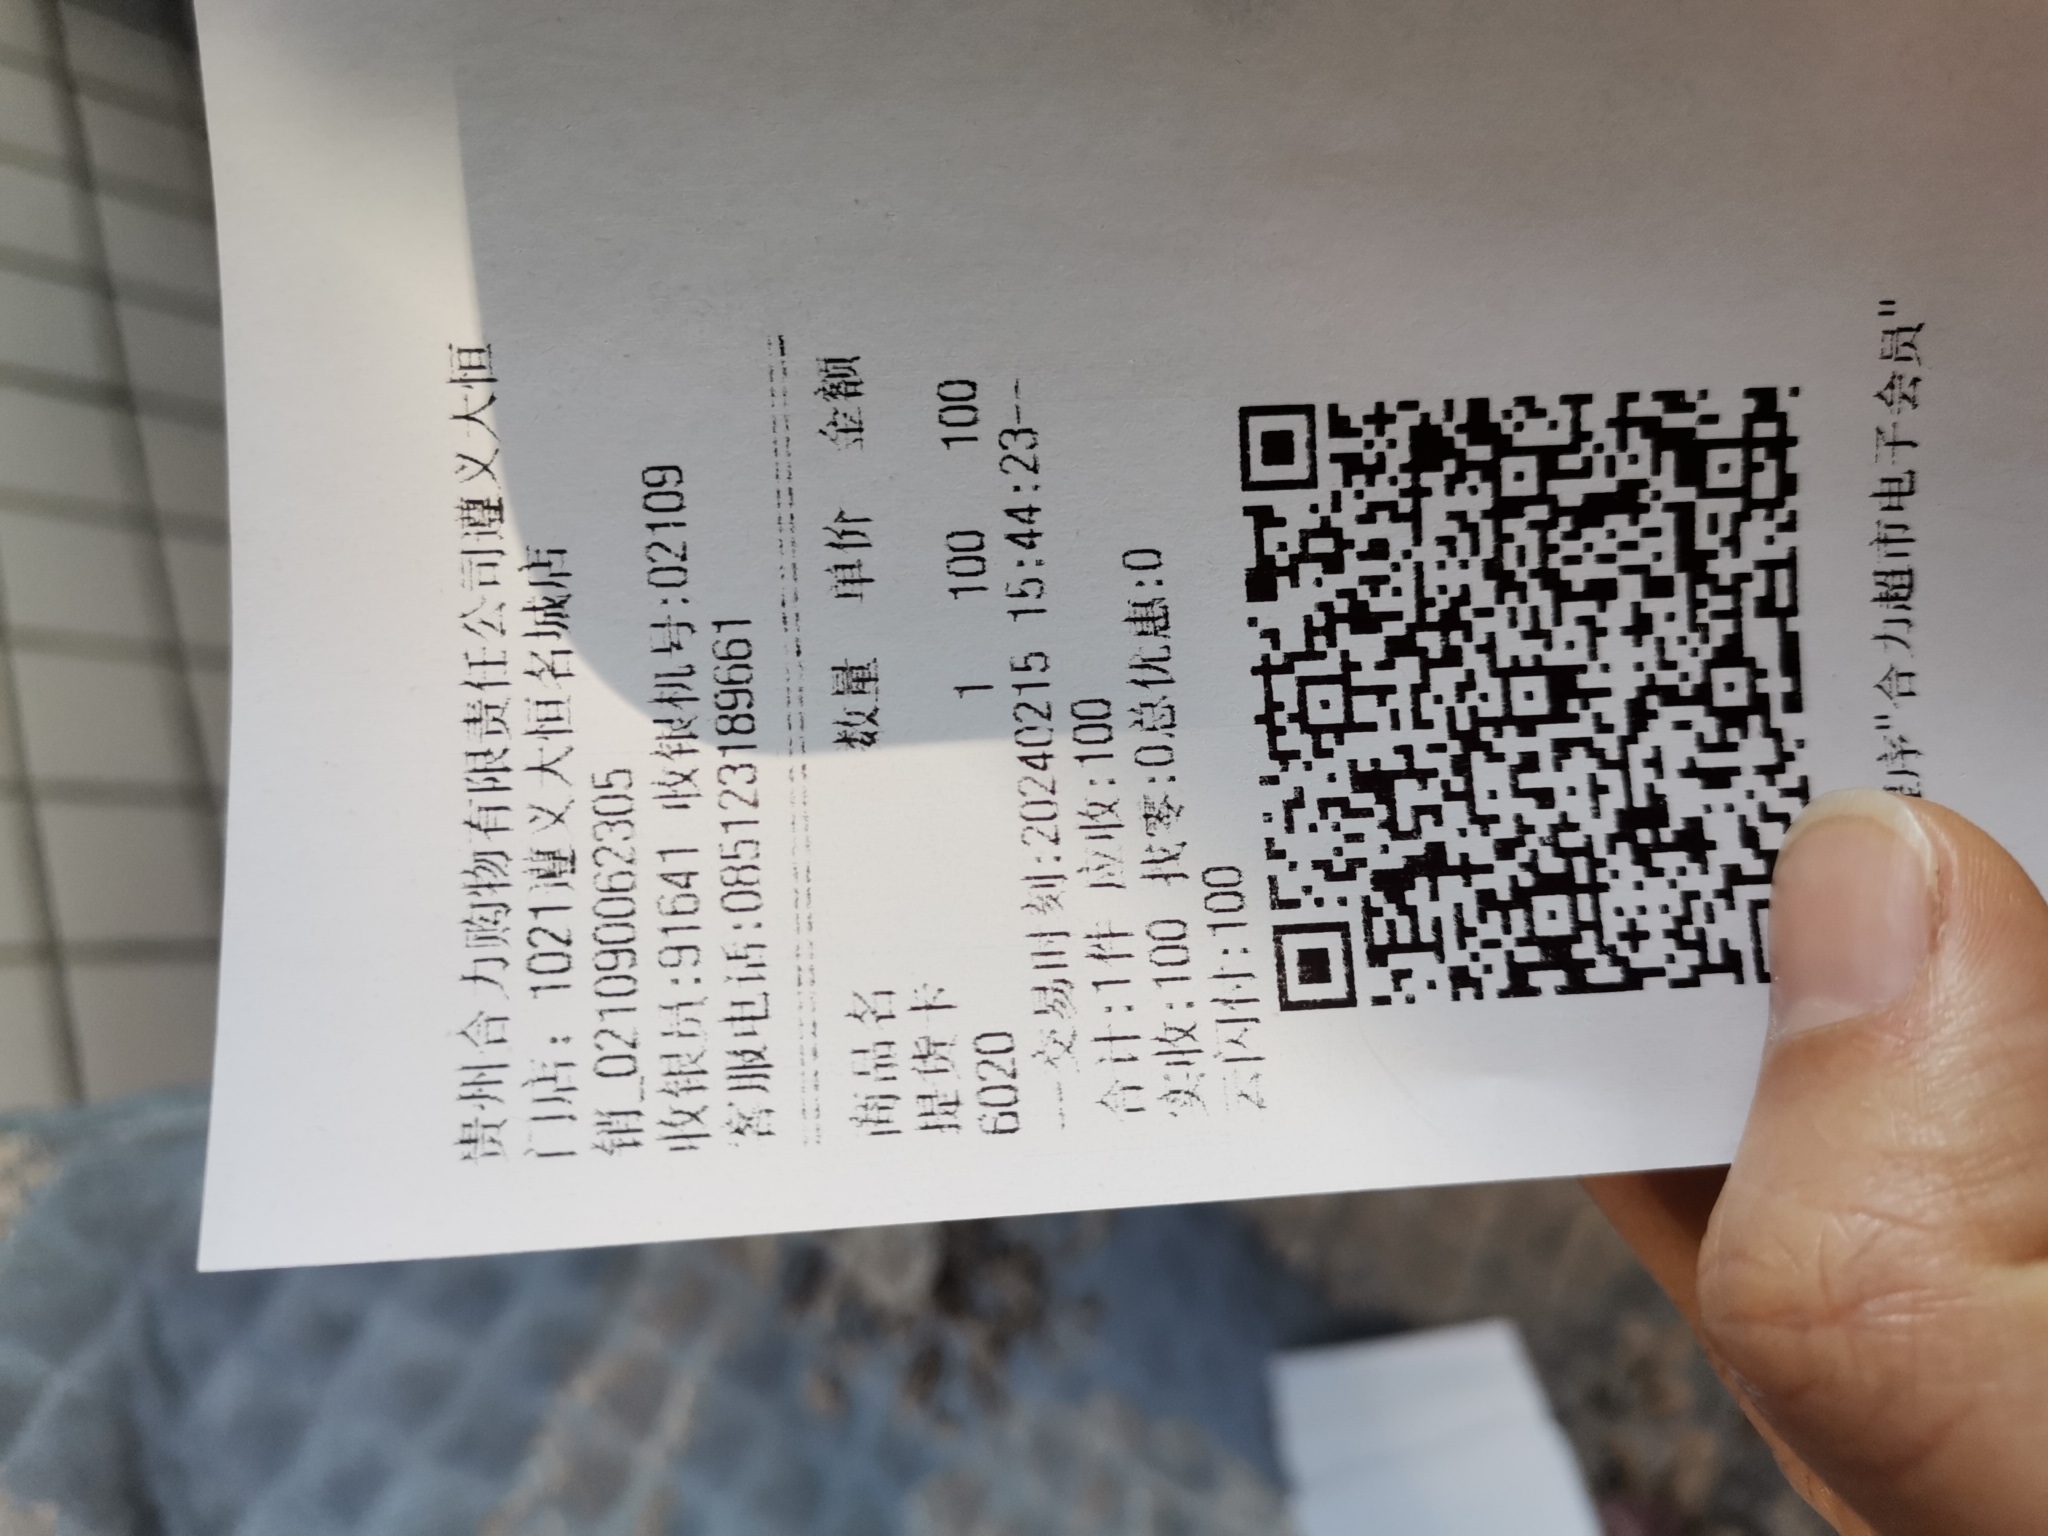 贵州合力购物有限责任公司遵义大恒
门店: 1021遵义大恒名城店
销_021090062305
收银员:91641 收银机号:02109
客服电话:085123189661
商品名 数量 单价 金额
提货卡
6020 1 100 100
--交易时刻:20240215 15:44:23--
合计:1件 应收:100
实收:100 找零:0总优惠:0
云闪付:100
程序"合力超市电子会员"